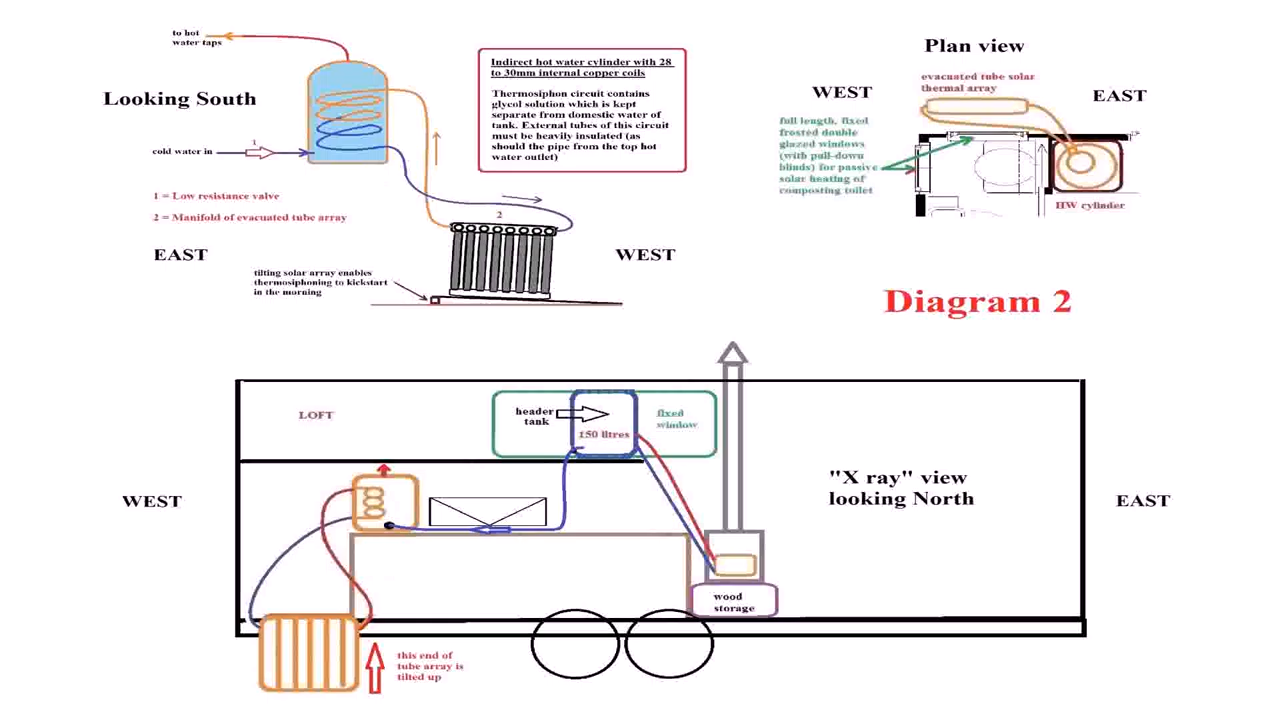 to hot
water taps
Looking South
cold water in
1
1 = Low resistance valve
2 = Manifold of evacuated tube array
EAST
WEST
2
tilting solar array enables
thermosiphoning to kickstart
in the morning
Indirect hot water cylinder with 28
to 30mm internal copper coils
Thermosiphon circuit contains
glycol solution which is kept
separate from domestic water of
tank. External tubes of this circuit
must be heavily insulated (as
should the pipe from the top hot
water outlet)
Plan view
evacuated tube solar
thermal array
WEST
EAST
full length, fixed
frosted double
glazed windows
(with pull-down
blinds) for passive
solar heating of
composting toilet
HW cylinder
Diagram 2
LOFT
header
tank
150 litres
fixed
window
"X ray" view
looking North
WEST
EAST
wood
storage
this end of
tube array is
tilted up